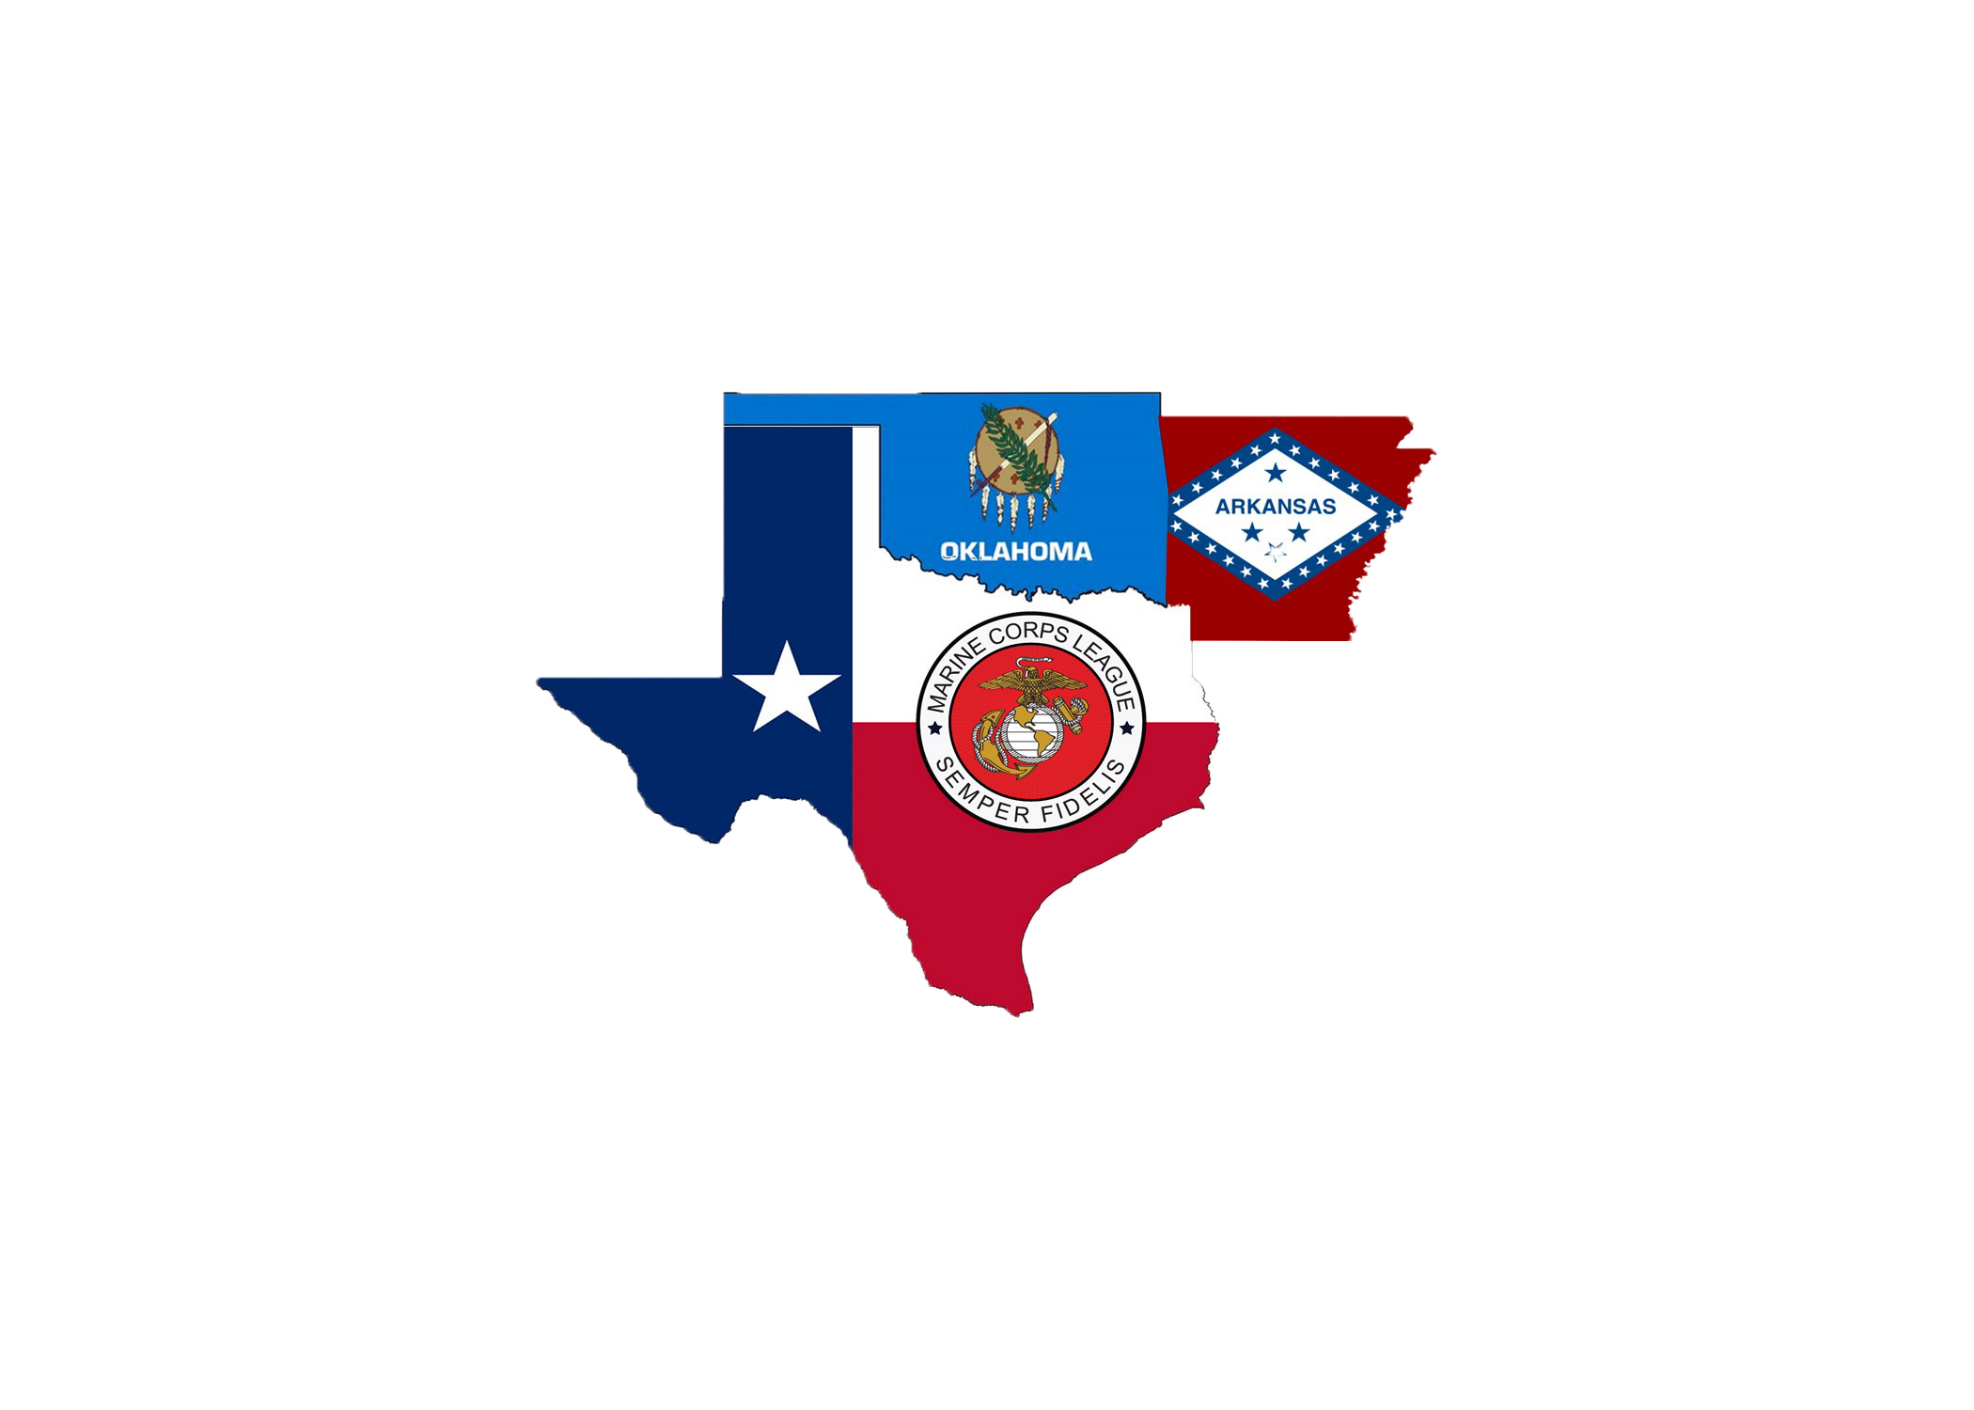 OKLAHOMA
ARKANSAS
MARINE CORPS LEAGUE
SEMPER FIDELIS